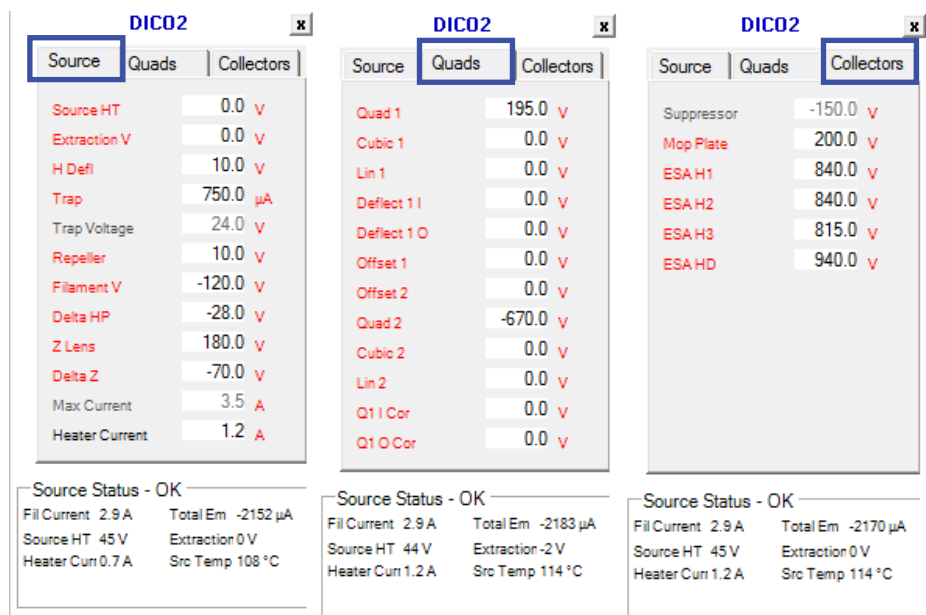 DICO2
x
Source Quads Collectors
Source HT 0.0 V
Extraction V 0.0 V
H Defl 10.0 V
Trap 750.0 µA
Trap Voltage 24.0 V
Repeller 10.0 V
Filament V -120.0 V
Delta HP -28.0 V
Z Lens 180.0 V
Delta Z -70.0 V
Max Current 3.5 A
Heater Current 1.2 A
Source Status - OK
Fil Current 2.9 A Total Em -2152 µA
Source HT 45 V Extraction 0 V
Heater Curr 0.7 A Src Temp 108 °C
DICO2
x
Source Quads Collectors
Quad 1 195.0 V
Cubic 1 0.0 V
Lin 1 0.0 V
Deflect 1 I 0.0 V
Deflect 1 O 0.0 V
Offset 1 0.0 V
Offset 2 0.0 V
Quad 2 -670.0 V
Cubic 2 0.0 V
Lin 2 0.0 V
Q1 I Cor 0.0 V
Q1 O Cor 0.0 V
Source Status - OK
Fil Current 2.9 A Total Em -2183 µA
Source HT 44 V Extraction -2 V
Heater Curr 1.2 A Src Temp 114 °C
DICO2
x
Source Quads Collectors
Suppressor -150.0 V
Mop Plate 200.0 V
ESA H1 840.0 V
ESA H2 840.0 V
ESA H3 815.0 V
ESA HD 940.0 V
Source Status - OK
Fil Current 2.9 A Total Em -2170 µA
Source HT 45 V Extraction 0 V
Heater Curr 1.2 A Src Temp 114 °C